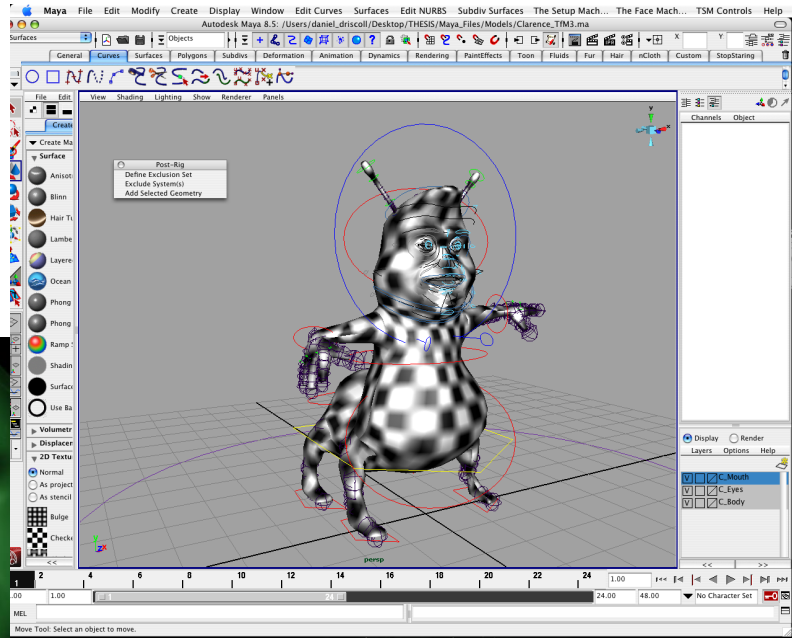 Maya File Edit Modify Create Display Window Edit Curves Surfaces Edit NURBS Subdiv Surfaces The Setup Mach... The Face Mach... TSM Controls Help
Autodesk Maya 8.5: /Users/daniel_driscoll/Desktop/THESIS/Maya_Files/Models/Clarence_TfM3.ma
Surfaces Objects X Y
General Curves Surfaces Polygons Subdivs Deformation Animation Dynamics Rendering PaintEffects Toon Fluids Fur Hair nCloth Custom StopStaring
File Edit
View Shading Lighting Show Renderer Panels
Channels Object
Create
Create Ma
Surface
Post-Rig
Define Exclusion Set
Exclude System(s)
Add Selected Geometry
Anisot
Blinn
Hair Tu
Lambe
Layere
Ocean
Phong
Phong
Ramp S
Shadin
Surface
Use Ba
Volumetr
Displacem
2D Textu
Normal
As project
As stencil
Bulge
Checke
y
x
zx
persp
Display Render
Layers Options Help
V C_Mouth
V C_Eyes
V C_Body
<< << >>
1 2 4 6 8 10 12 14 16 18 20 22 24 1.00
.00 1.00 1 24 24.00 48.00 No Character Set
MEL
Move Tool: Select an object to move.